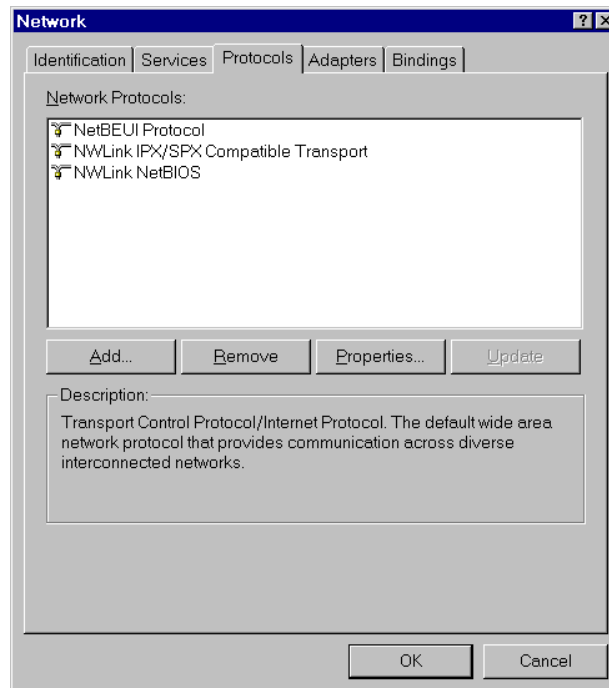 Network
Identification Services Protocols Adapters Bindings
Network Protocols:
NetBEUI Protocol
NWLink IPX/SPX Compatible Transport
NWLink NetBIOS
Add... Remove Properties... Update
Description:
Transport Control Protocol/Internet Protocol. The default wide area
network protocol that provides communication across diverse
interconnected networks.
OK Cancel